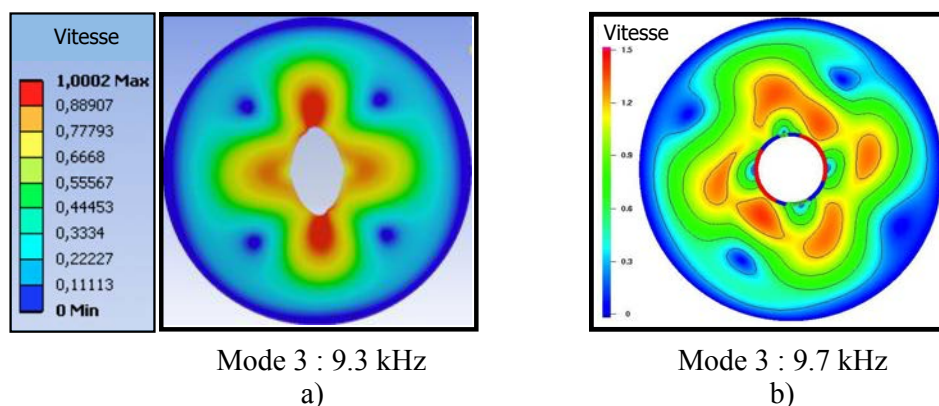 Vitesse
1,0002 Max
0,88907
0,77793
0,6668
0,55567
0,44453
0,3334
0,22227
0,11113
0 Min
Vitesse
1.5
1.2
0.9
0.6
0.3
0
Mode 3 : 9.3 kHz
a)
Mode 3 : 9.7 kHz
b)